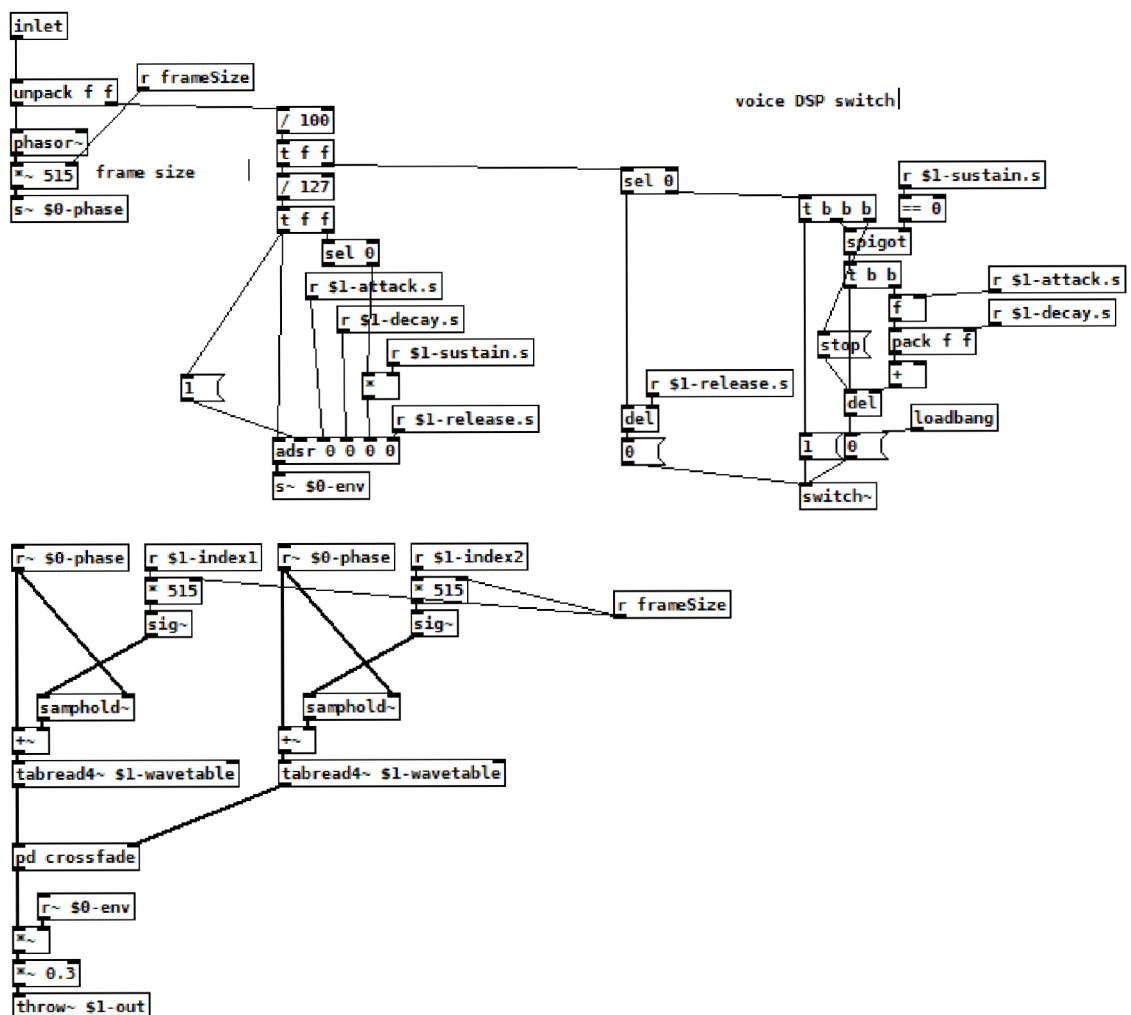 inlet
r frameSize
unpack f f
voice DSP switch
/ 100
phasor~
t f f
*~ 515
frame size
/ 127
sel 0
r $1-sustain.s
s~ $0-phase
t f f
t b b b
== 0
sel 0
spigot
t b b
r $1-attack.s
r $1-attack.s
f
r $1-decay.s
r $1-decay.s
stop
pack f f
r $1-sustain.s
+
1
*
r $1-release.s
del
r $1-release.s
del
loadbang
adsr 0 0 0 0
0
1
0
s~ $0-env
switch~
r~ $0-phase
r $1-index1
r~ $0-phase
r $1-index2
* 515
* 515
r frameSize
sig~
sig~
samphold~
samphold~
+~
+~
tabread4~ $1-wavetable
tabread4~ $1-wavetable
pd crossfade
r~ $0-env
*~
*~ 0.3
throw~ $1-out